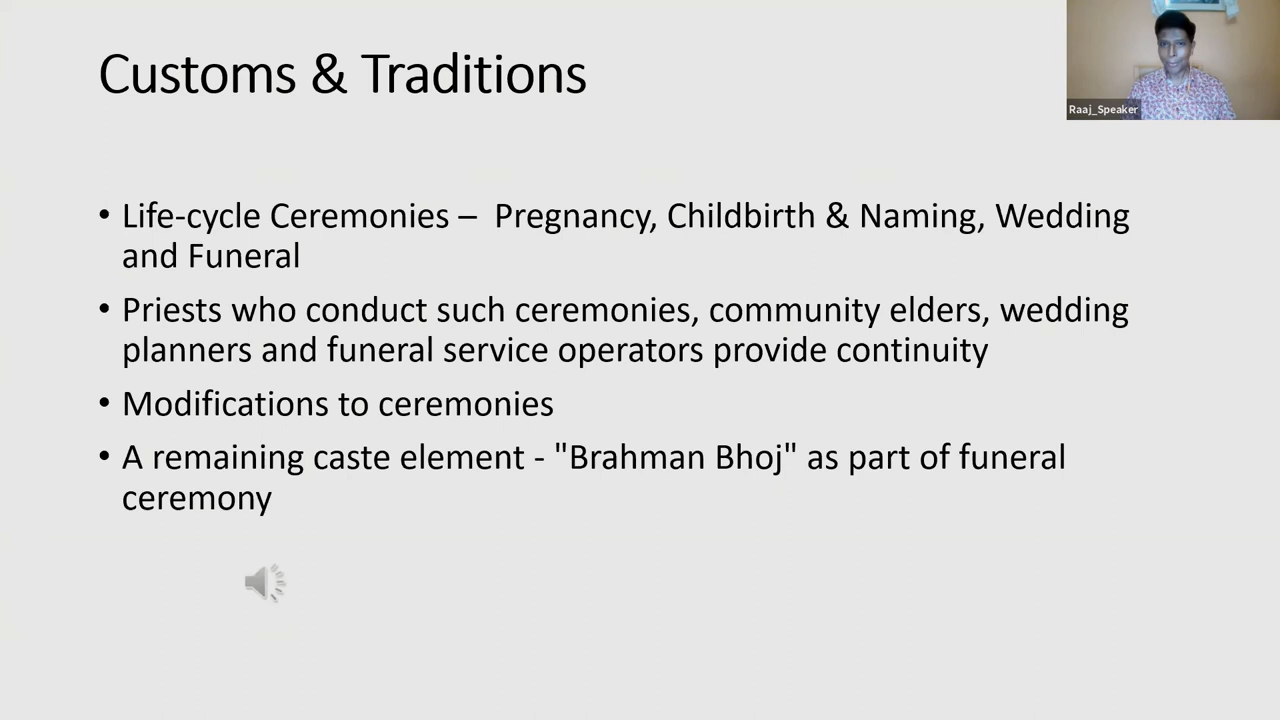 Customs & Traditions
Raaj_Speaker
• Life-cycle Ceremonies –  Pregnancy, Childbirth & Naming, Wedding
and Funeral
• Priests who conduct such ceremonies, community elders, wedding
planners and funeral service operators provide continuity
• Modifications to ceremonies
• A remaining caste element - "Brahman Bhoj" as part of funeral
ceremony